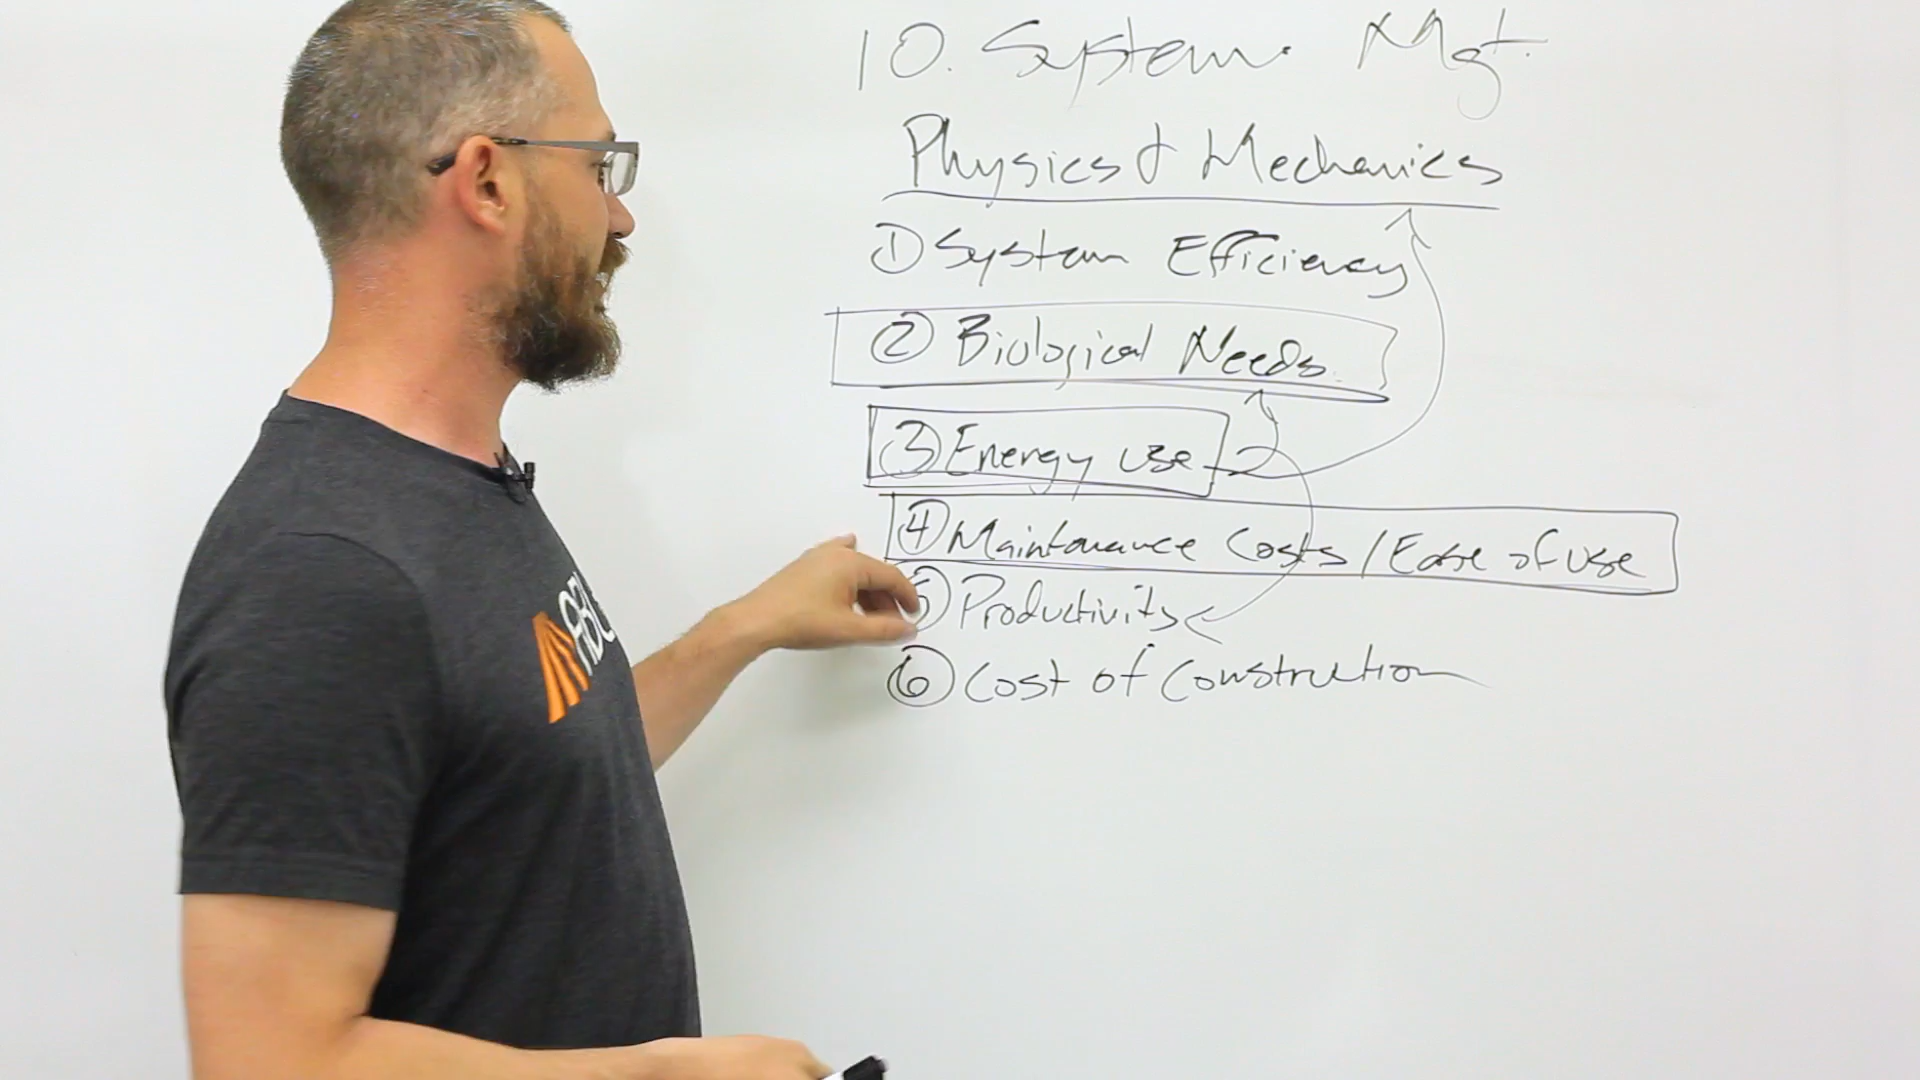 10. System Mgt.
Physics & Mechanics
① System Efficiency
② Biological Needs
③ Energy use
④ Maintanance Costs / Ease of use
⑤ Productivity
⑥ Cost of Construction